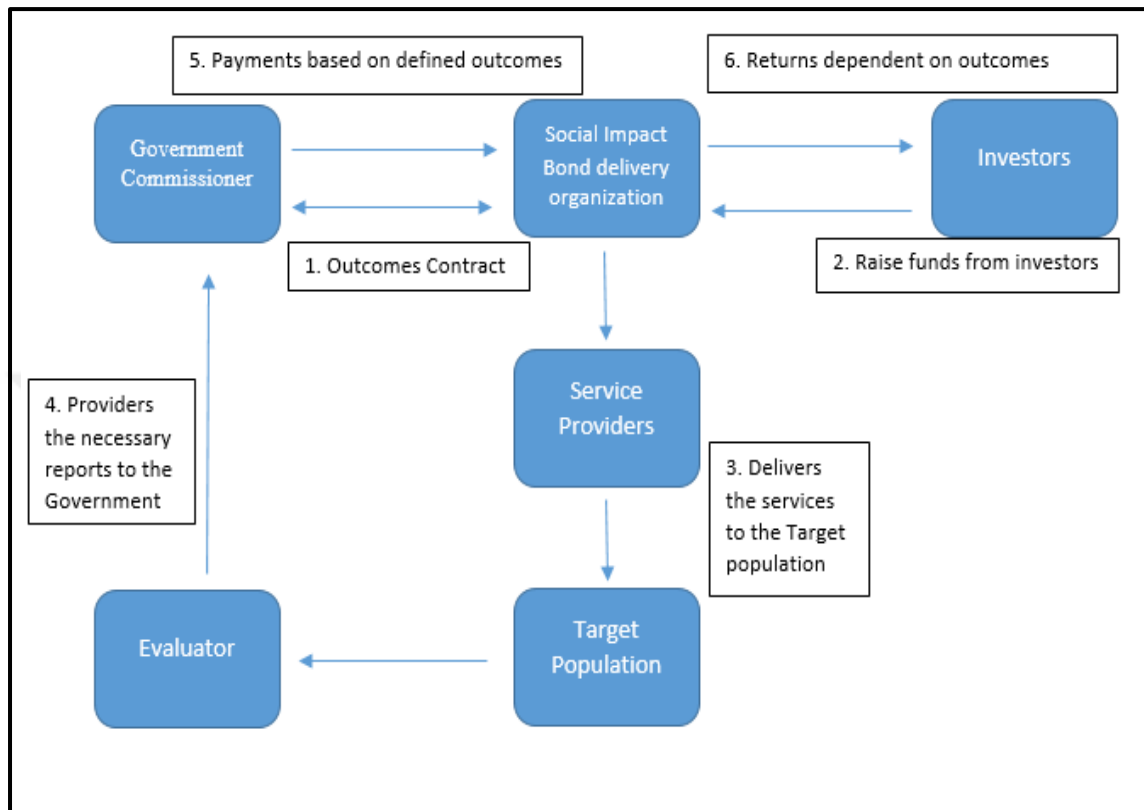 5. Payments based on defined outcomes
6. Returns dependent on outcomes
Government
Commissioner
Social Impact
Bond delivery
organization
Investors
1. Outcomes Contract
2. Raise funds from investors
Service
Providers
4. Providers
the necessary
reports to the
Government
3. Delivers
the services
to the Target
population
Evaluator
Target
Population